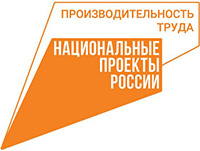 ПРОИЗВОДИТЕЛЬНОСТЬ
ТРУДА
НАЦИОНАЛЬНЫЕ
ПРОЕКТЫ
РОССИИ